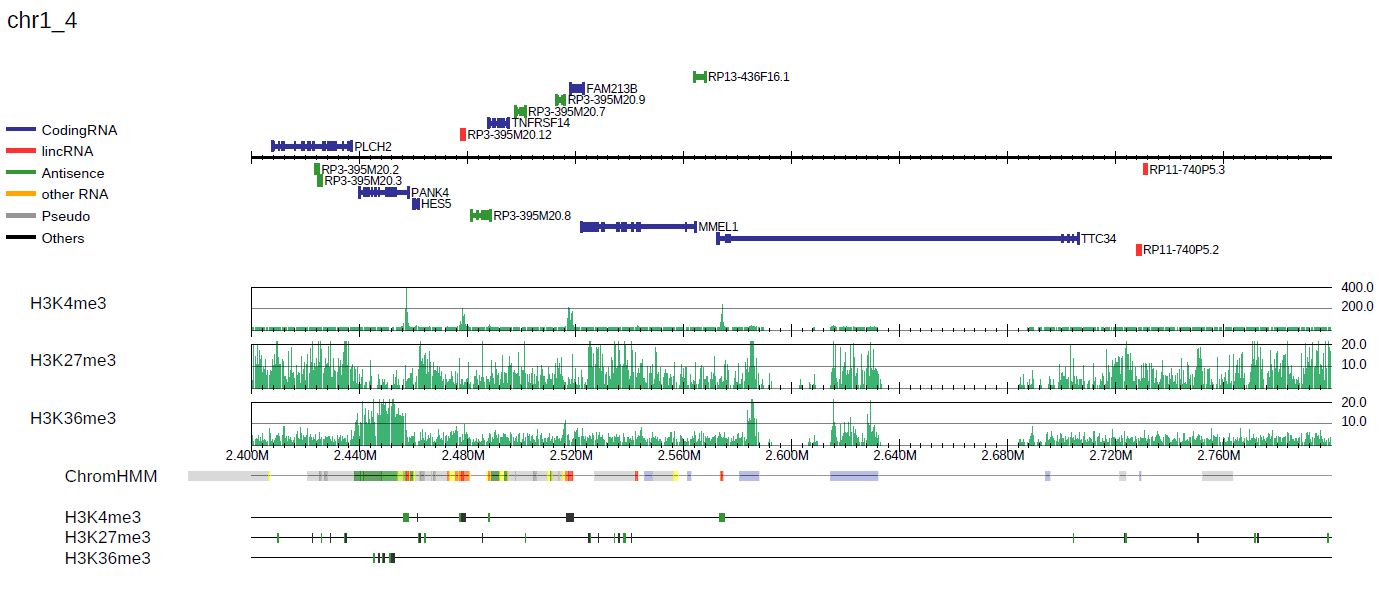 chr1_4
RP13-436F16.1
FAM213B
RP3-395M20.9
RP3-395M20.7
TNFRSF14
RP3-395M20.12
PLCH2
CodingRNA
lincRNA
Antisence
other RNA
Pseudo
Others
RP3-395M20.2
RP11-740P5.3
RP3-395M20.3
PANK4
HES5
RP3-395M20.8
MMEL1
TTC34
RP11-740P5.2
H3K4me3
400.0
200.0
H3K27me3
20.0
10.0
H3K36me3
20.0
10.0
2.400M 2.440M 2.480M 2.520M 2.560M 2.600M 2.640M 2.680M 2.720M 2.760M
ChromHMM
H3K4me3
H3K27me3
H3K36me3